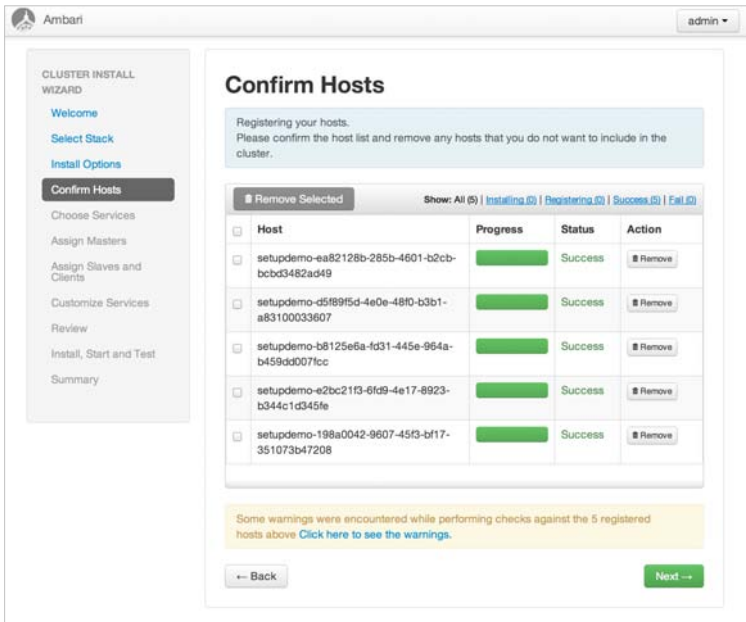 Ambari
admin
CLUSTER INSTALL
WIZARD
Welcome
Select Stack
Install Options
Confirm Hosts
Choose Services
Assign Masters
Assign Slaves and
Clients
Customize Services
Review
Install, Start and Test
Summary
Confirm Hosts
Registering your hosts.
Please confirm the host list and remove any hosts that you do not want to include in the
cluster.
Remove Selected Show: All (5) | Installing (0) | Registering (0) | Success (5) | Fail (0)
Host Progress Status Action
setupdemo-ea82128b-285b-4601-b2cb- Success Remove
bcbd3482ad49
setupdemo-d5f89f5d-4e0e-48f0-b3b1- Success Remove
a83100033607
setupdemo-b8125e6a-fd31-445e-964a- Success Remove
b459dd007fcc
setupdemo-e2bc21f3-6fd9-4e17-8923- Success Remove
b344c1d345fe
setupdemo-198a0042-9607-45f3-bf17- Success Remove
351073b47208
Some warnings were encountered while performing checks against the 5 registered
hosts above Click here to see the warnings.
← Back
Next →